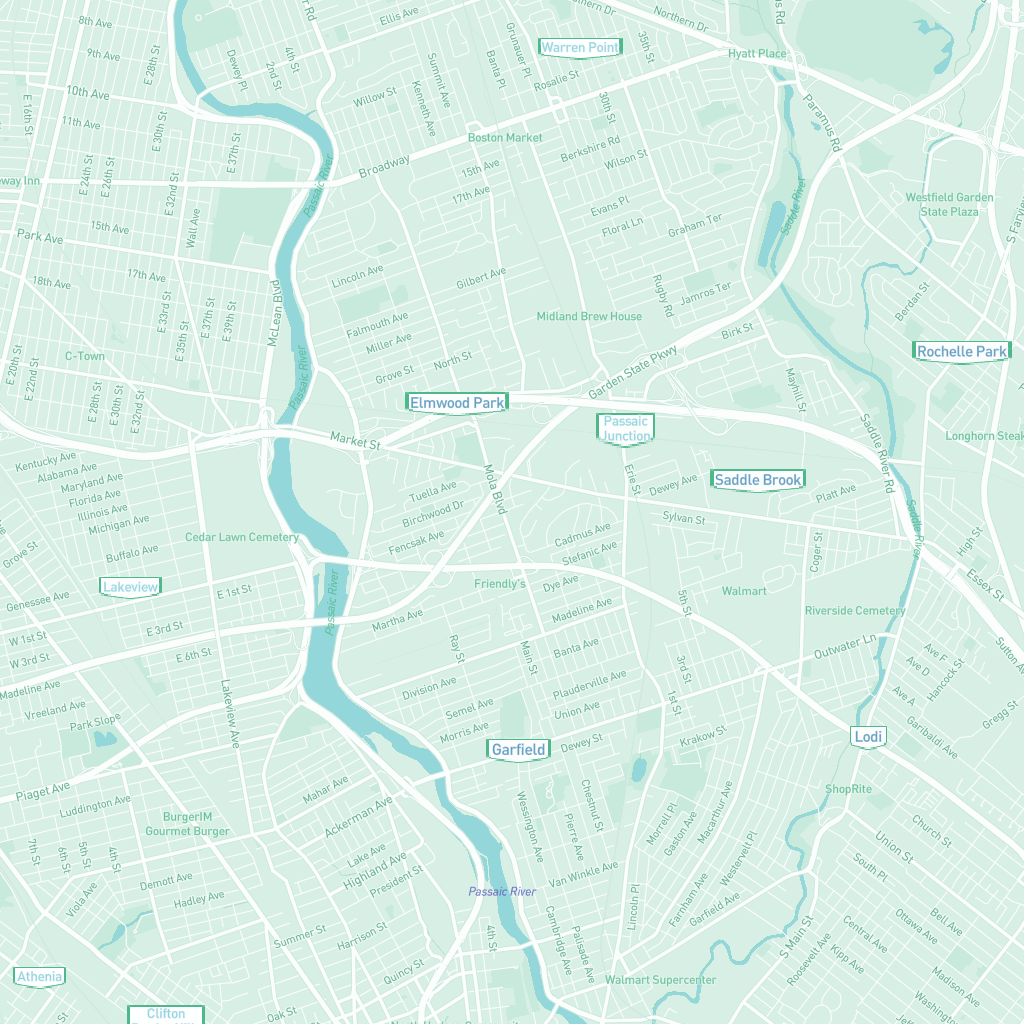 8th Ave
9th Ave
E 28th St
10th Ave
11th Ave
E 16th St
E 30th St
E 24th St
E 26th St
E 37th St
E 32nd St
Wall Ave
15th Ave
Park Ave
17th Ave
18th Ave
E 33rd St
E 35th St
E 37th St
E 39th St
McLean Blvd
C-Town
E 20th St
E 22nd St
E 28th St
E 30th St
E 32nd St
Dewey Pl
2nd St
4th St
Ellis Ave
Willow St
Summit Ave
Kenneth Ave
Banta Pl
Grunauer Pl
Warren Point
Rosalie St
30th St
35th St
Northern Dr
Hyatt Place
Paramus Rd
Boston Market
Berkshire Rd
Wilson St
Broadway
15th Ave
17th Ave
Evans Pl
Floral Ln
Graham Ter
Passaic River
Saddle River
Westfield Garden
State Plaza
Lincoln Ave
Gilbert Ave
Rugby Rd
Jamros Ter
Berdan St
Falmouth Ave
Miller Ave
Midland Brew House
Birk St
Rochelle Park
North St
Grove St
Garden State Pkwy
Mayhill St
Passaic River
Elmwood Park
Passaic
Junction
Market St
Saddle River Rd
Mola Blvd
Erie St
Dewey Ave
Saddle Brook
Platt Ave
Kentucky Ave
Alabama Ave
Maryland Ave
Florida Ave
Illinois Ave
Michigan Ave
Buffalo Ave
Grove St
Cedar Lawn Cemetery
Tuella Ave
Birchwood Dr
Fencsak Ave
Cadmus Ave
Stefanic Ave
Sylvan St
Saddle River
Coger St
High St
Essex St
Lakeview
Genessee Ave
E 1st St
E 3rd St
E 6th St
W 1st St
W 3rd St
Madeline Ave
Passaic River
Friendly's
Dye Ave
Martha Ave
Madeline Ave
5th St
Walmart
Riverside Cemetery
Outwater Ln
Ray St
Main St
Banta Ave
3rd St
1st St
Ave F
Ave D
Ave A
Hancock St
Gregg St
Division Ave
Plauderville Ave
Union Ave
Semel Ave
Morris Ave
Garfield
Dewey St
Krakow St
Lodi
Garibaldi Ave
Vreeland Ave
Park Slope
Lakeview Ave
Piaget Ave
Luddington Ave
Mahar Ave
Ackerman Ave
BurgerIM
Gourmet Burger
Wessington Ave
Chestnut St
Pierre Ave
Morrell Pl
Gaston Ave
Macarthur Ave
Westervelt Pl
ShopRite
Church St
Union St
South Pl
7th St
6th St
5th St
4th St
Lake Ave
Highland Ave
President St
Van Winkle Ave
Passaic River
Demott Ave
Hadley Ave
Viola Ave
Lincoln Pl
Farnham Ave
Garfield Ave
S Main St
Roosevelt Ave
Central Ave
Kipp Ave
Ottawa Ave
Bell Ave
Madison Ave
Summer St
Harrison St
4th St
Cambridge Ave
Palisade Ave
Quincy St
Walmart Supercenter
Athenia
Clifton
Oak St